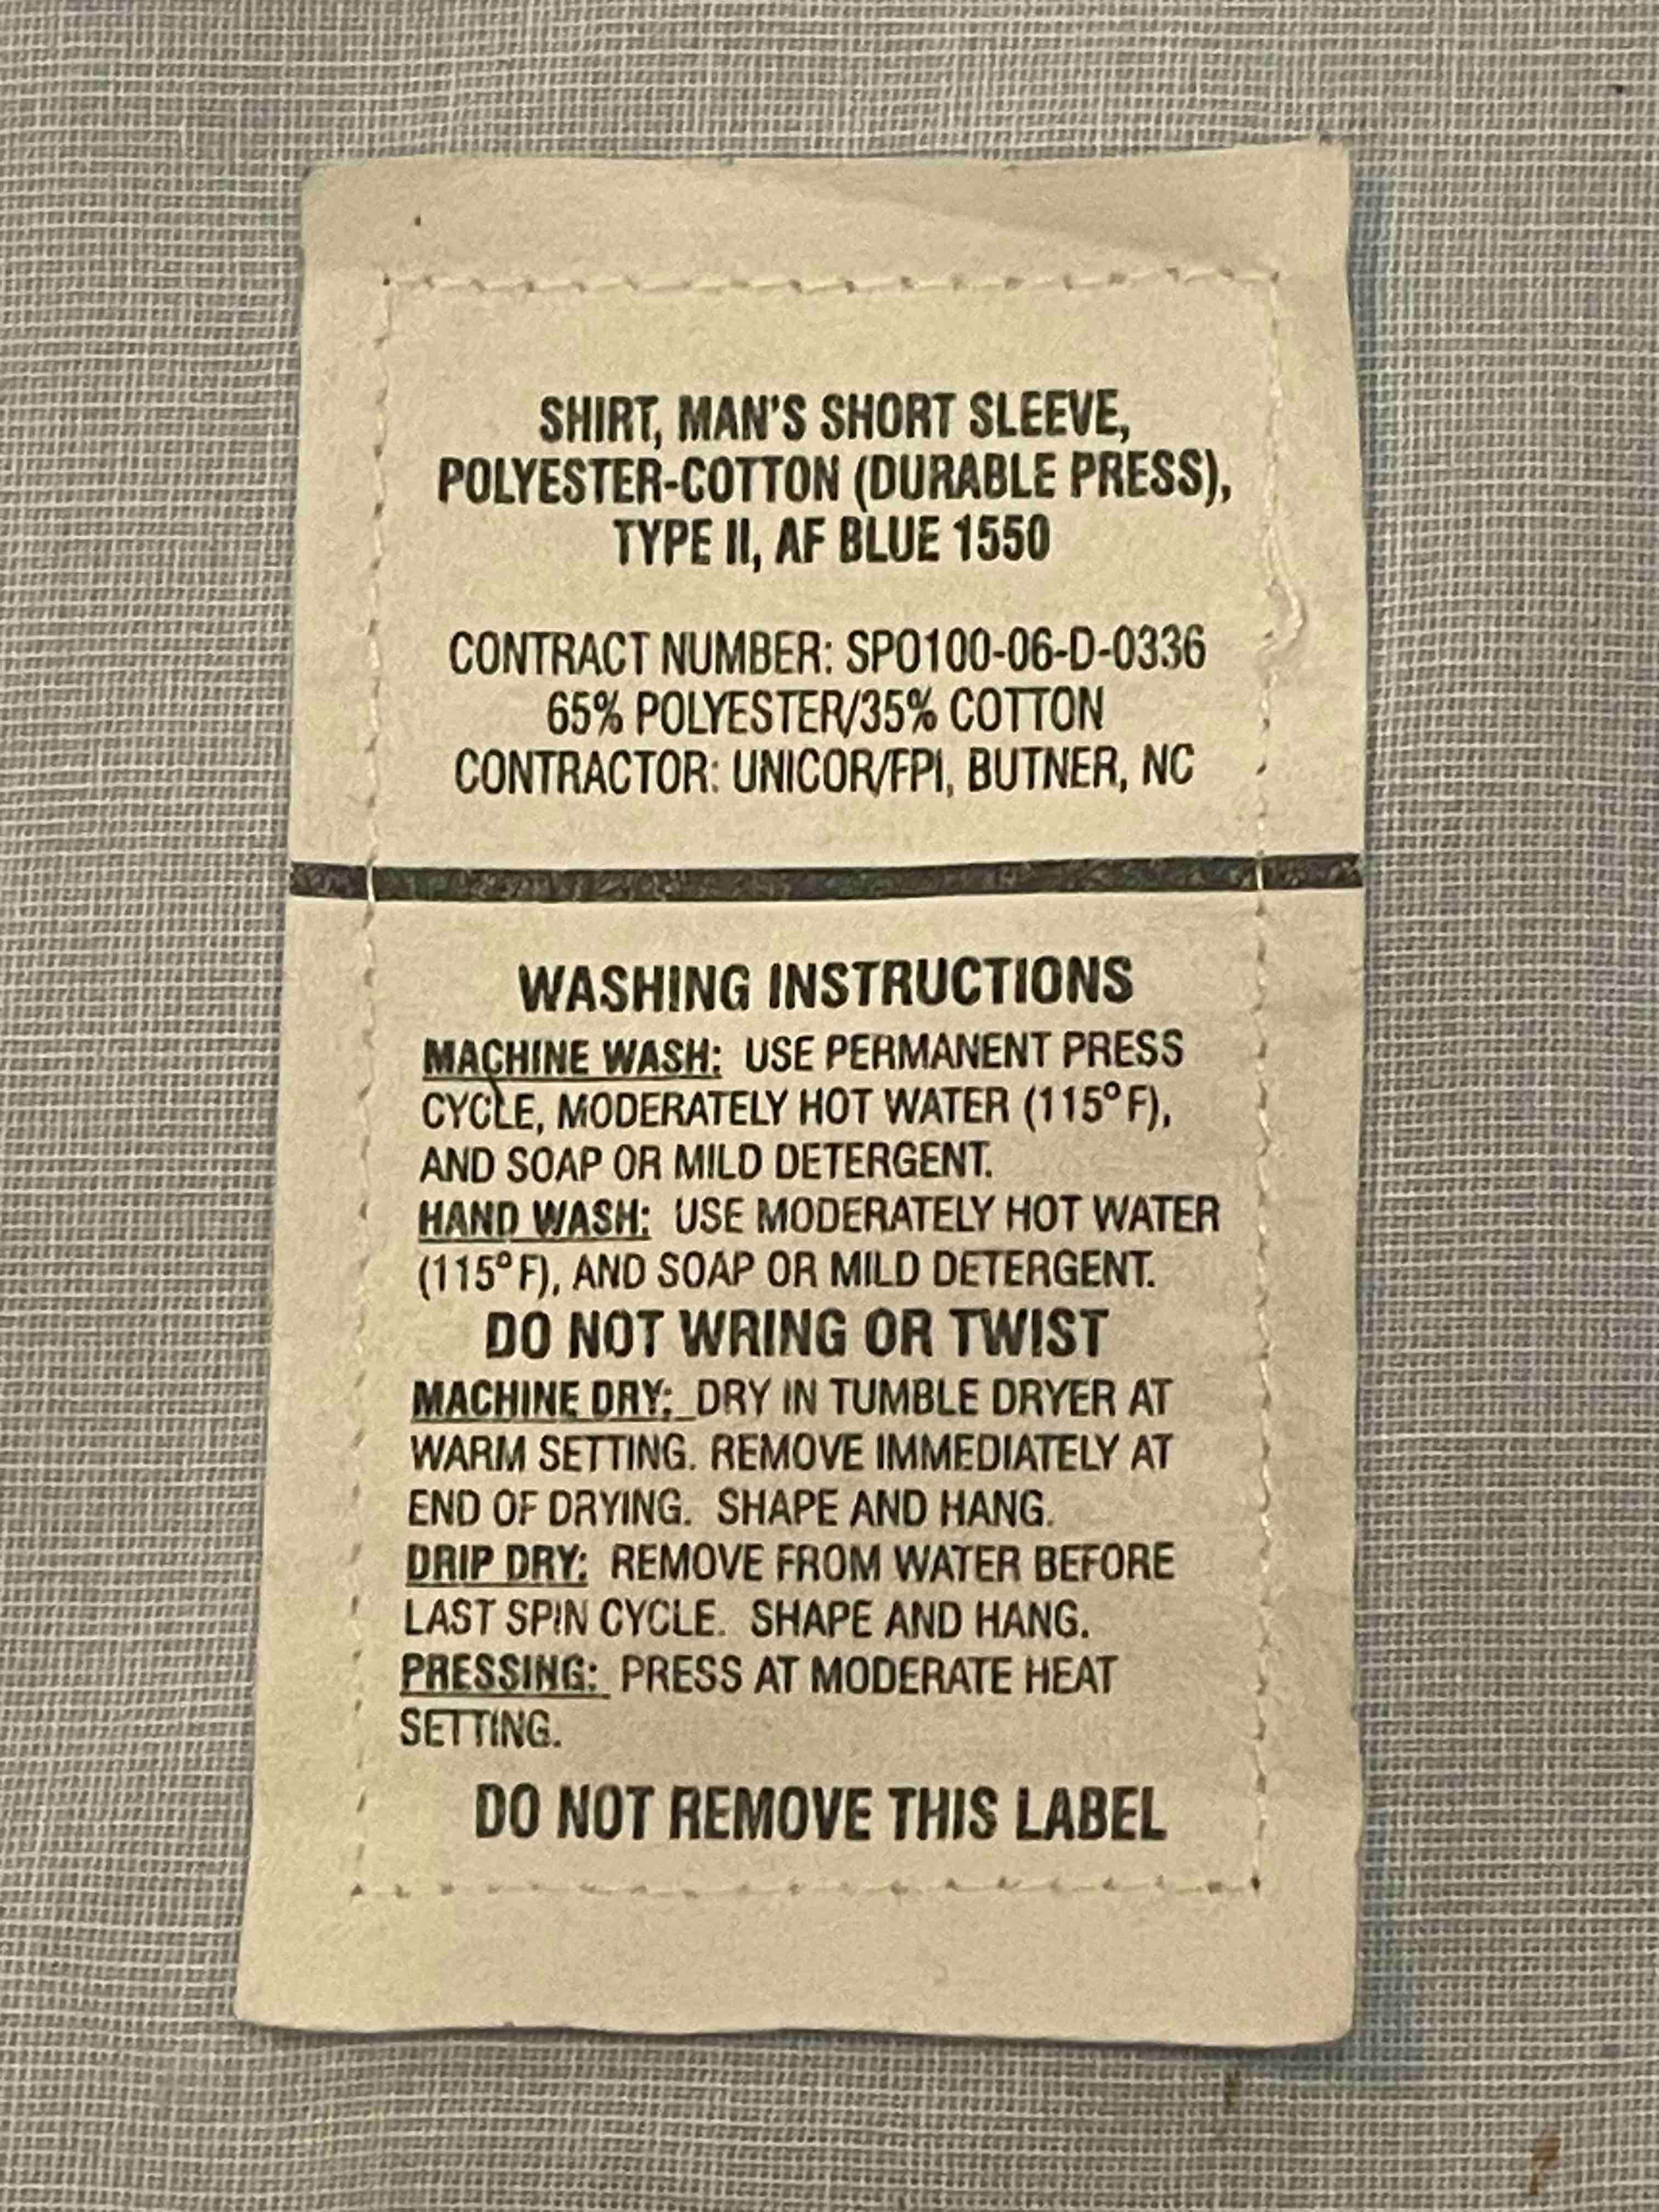 SHIRT, MAN'S SHORT SLEEVE,
POLYESTER-COTTON (DURABLE PRESS),
TYPE II, AF BLUE 1550
CONTRACT NUMBER: SPO100-06-D-0336
65% POLYESTER/35% COTTON
CONTRACTOR: UNICOR/FPI, BUTNER, NC
WASHING INSTRUCTIONS
MACHINE WASH: USE PERMANENT PRESS
CYCLE, MODERATELY HOT WATER (115°F),
AND SOAP OR MILD DETERGENT.
HAND WASH: USE MODERATELY HOT WATER
(115°F), AND SOAP OR MILD DETERGENT.
DO NOT WRING OR TWIST
MACHINE DRY: DRY IN TUMBLE DRYER AT
WARM SETTING. REMOVE IMMEDIATELY AT
END OF DRYING. SHAPE AND HANG.
DRIP DRY: REMOVE FROM WATER BEFORE
LAST SPIN CYCLE. SHAPE AND HANG.
PRESSING: PRESS AT MODERATE HEAT
SETTING.
DO NOT REMOVE THIS LABEL